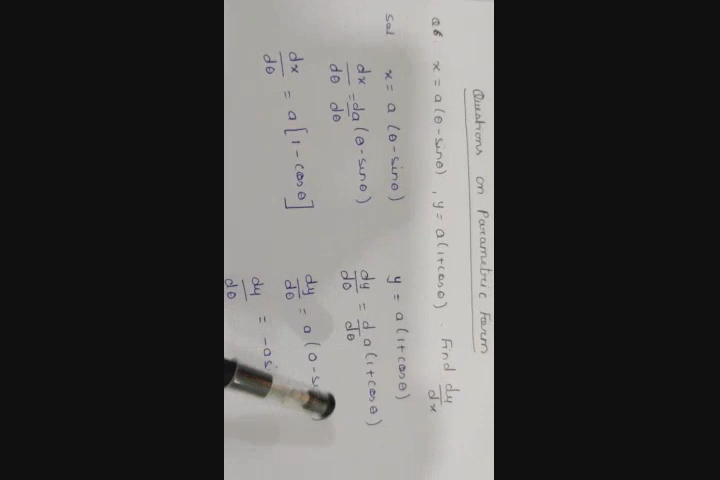 Questions on Parametric Form
Q6. x = a(θ - sinθ), y = a(1+cosθ). Find dy/dx
Sol x = a (θ - sinθ)
dx/dθ = d/dθ a(θ - sinθ)
dx/dθ = a [1 - cosθ]
y = a(1+cosθ)
dy/dθ = d/dθ a(1+cosθ)
dy/dθ = a(0 -
dy/dθ =